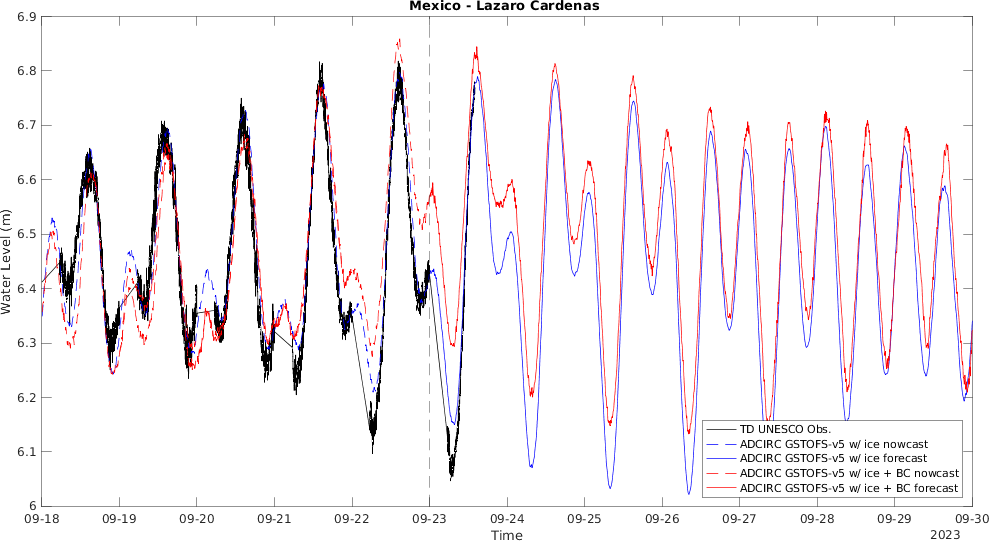 Mexico - Lazaro Cardenas
Water Level (m)
6.9
6.8
6.7
6.6
6.5
6.4
6.3
6.2
6.1
6
TD UNESCO Obs.
ADCIRC GSTOFS-v5 w/ ice nowcast
ADCIRC GSTOFS-v5 w/ ice forecast
ADCIRC GSTOFS-v5 w/ ice + BC nowcast
ADCIRC GSTOFS-v5 w/ ice + BC forecast
09-18 09-19 09-20 09-21 09-22 09-23 09-24 09-25 09-26 09-27 09-28 09-29 09-30
Time
2023